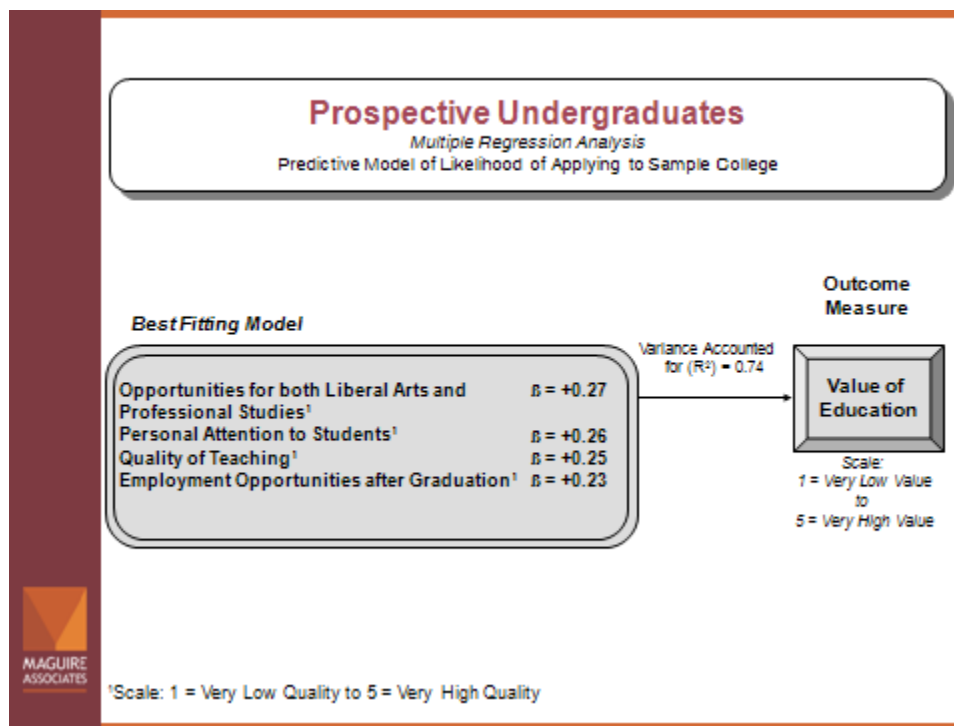 Prospective Undergraduates
Multiple Regression Analysis
Predictive Model of Likelihood of Applying to Sample College
Outcome
Measure
Best Fitting Model
Variance Accounted
for (R²) = 0.74
Opportunities for both Liberal Arts and ß = +0.27
Professional Studies¹
Personal Attention to Students¹ ß = +0.26
Quality of Teaching¹ ß = +0.25
Employment Opportunities after Graduation¹ ß = +0.23
Value of
Education
Scale:
1 = Very Low Value
to
5 = Very High Value
MAGUIRE
ASSOCIATES
¹Scale: 1 = Very Low Quality to 5 = Very High Quality